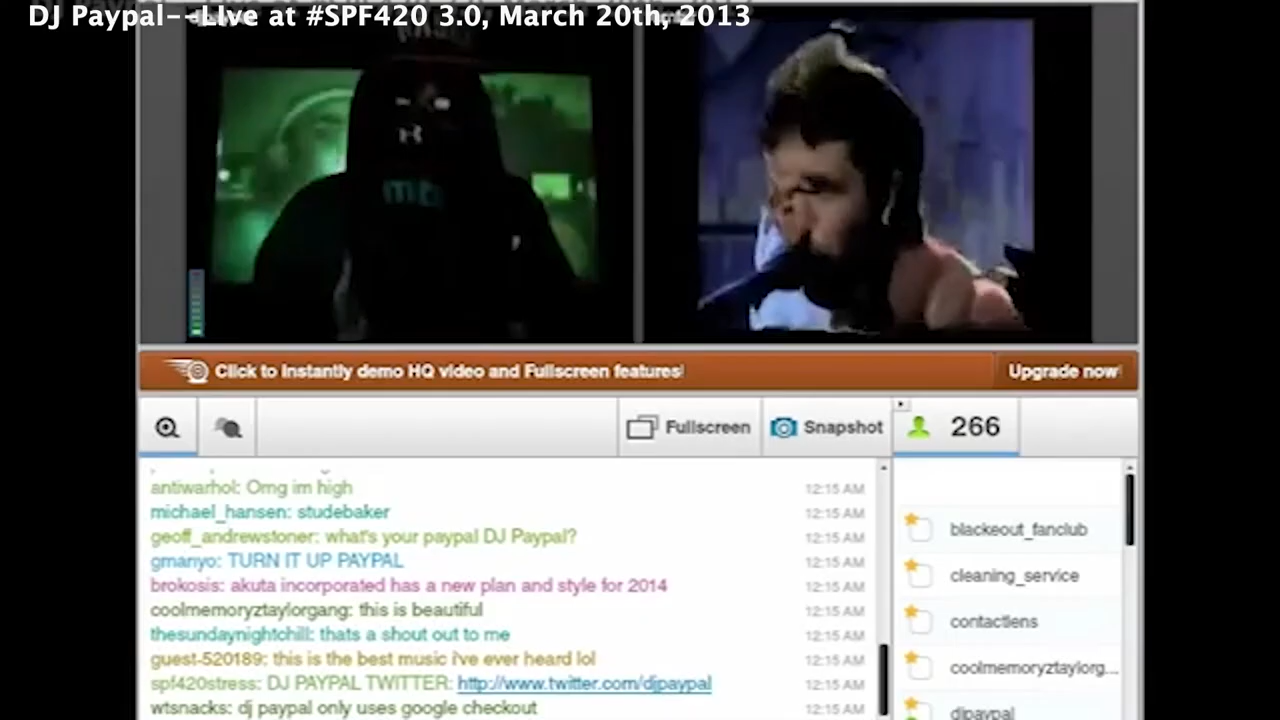 DJ Paypal--LIve at #SPF420 3.0, March 20th, 2013
Click to instantly demo HQ video and Fullscreen features!
Upgrade now
Fullscreen
Snapshot
266
antiwarhol: Omg im high 12:15 AM
michael_hansen: studebaker 12:15 AM
geoff_andrewstoner: what's your paypal DJ Paypal? 12:15 AM
gmanyo: TURN IT UP PAYPAL 12:15 AM
brokosis: akuta incorporated has a new plan and style for 2014 12:15 AM
coolmemoryztaylorgang: this is beautiful 12:15 AM
thesundaynightchill: thats a shout out to me 12:15 AM
guest-520189: this is the best music i've ever heard lol 12:15 AM
spf420stress: DJ PAYPAL TWITTER: http://www.twitter.com/djpaypal 12:15 AM
wtsnacks: dj paypal only uses google checkout 12:15 AM
blackeout_fanclub
cleaning_service
contactlens
coolmemoryztaylorg...
djpaypal